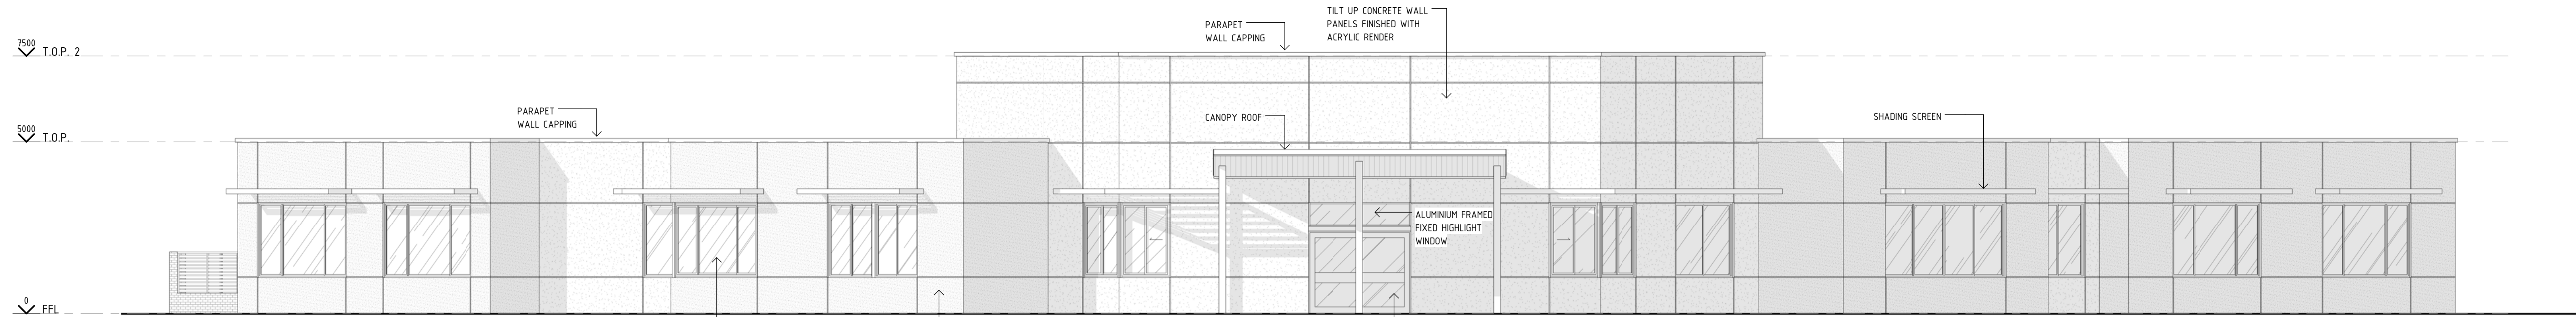 TILT UP CONCRETE WALL
PANELS FINISHED WITH
ACRYLIC RENDER
PARAPET
WALL CAPPING
7500
T.O.P. 2
PARAPET
WALL CAPPING
CANOPY ROOF
SHADING SCREEN
5000
T.O.P.
ALUMINIUM FRAMED
FIXED HIGHLIGHT
WINDOW
0
FFL